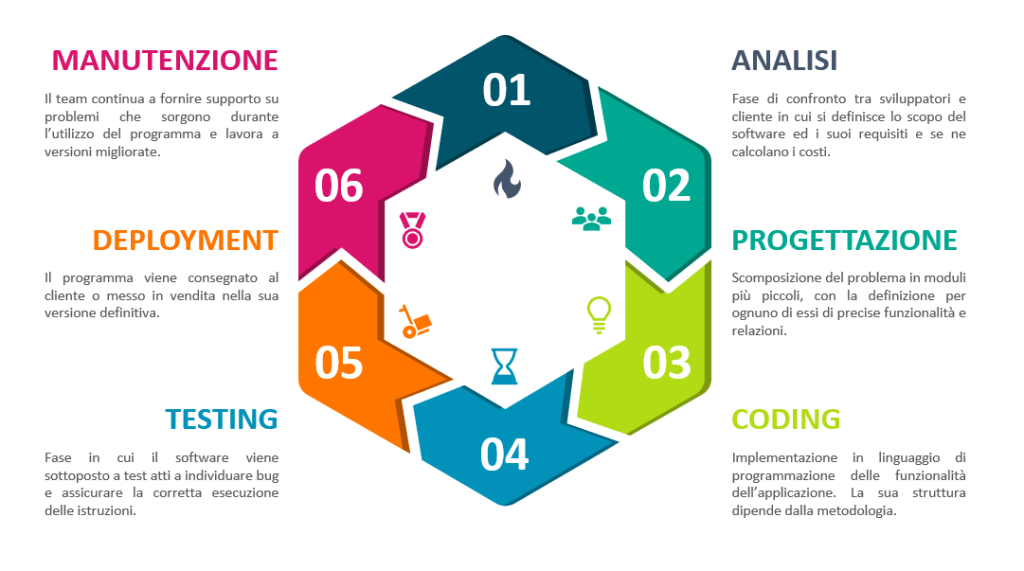 MANUTENZIONE
Il team continua a fornire supporto su
problemi che sorgono durante
l’utilizzo del programma e lavora a
versioni migliorate.
DEPLOYMENT
Il programma viene consegnato al
cliente o messo in vendita nella sua
versione definitiva.
TESTING
Fase in cui il software viene
sottoposto a test atti a individuare bug
e assicurare la corretta esecuzione
delle istruzioni.
01
02
03
04
05
06
ANALISI
Fase di confronto tra sviluppatori e
cliente in cui si definisce lo scopo del
software ed i suoi requisiti e se ne
calcolano i costi.
PROGETTAZIONE
Scomposizione del problema in moduli
più piccoli, con la definizione per
ognuno di essi di precise funzionalità e
relazioni.
CODING
Implementazione in linguaggio di
programmazione delle funzionalità
dell’applicazione. La sua struttura
dipende dalla metodologia.